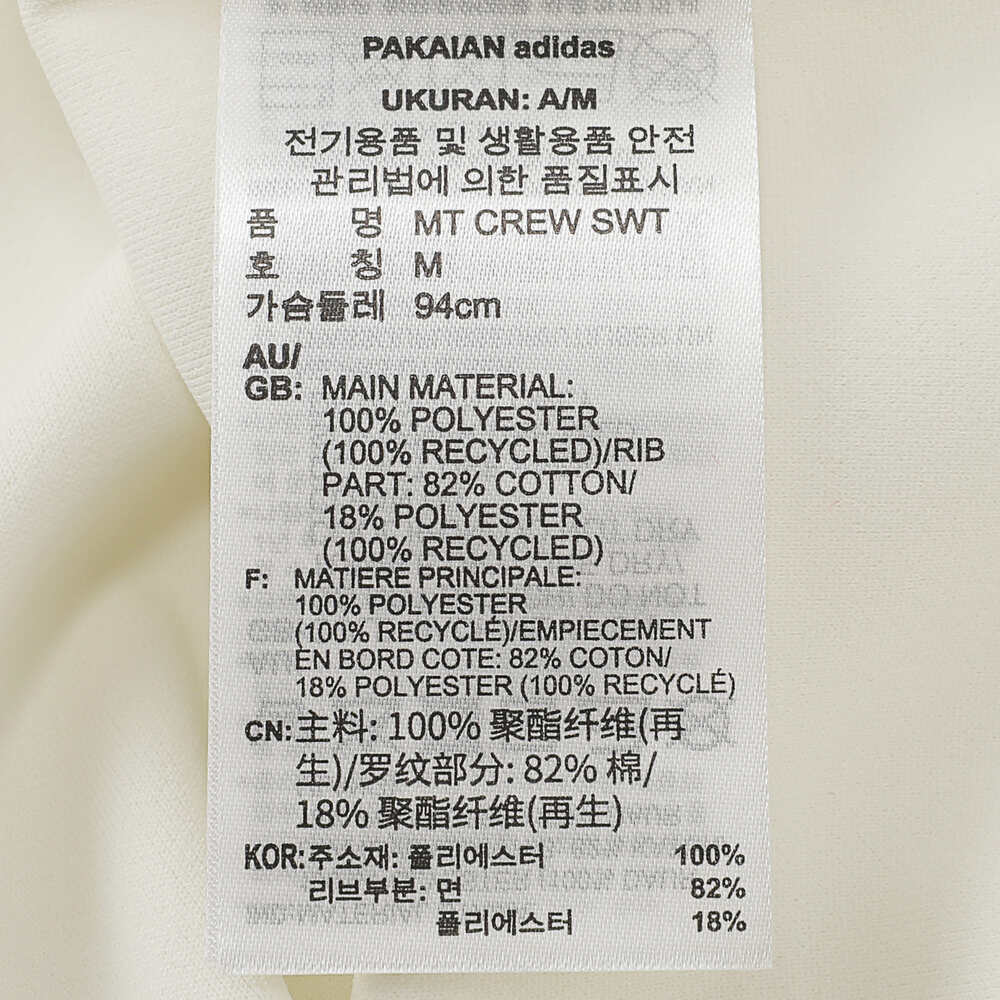 PAKAIAN adidas
UKURAN: A/M
전기용품 및 생활용품 안전
관리법에 의한 품질표시
품 명 MT CREW SWT
호 칭 M
가슴둘레 94cm
AU/
GB: MAIN MATERIAL:
100% POLYESTER
(100% RECYCLED)/RIB
PART: 82% COTTON/
18% POLYESTER
(100% RECYCLED)
F: MATIERE PRINCIPALE:
100% POLYESTER
(100% RECYCLÉ)/EMPIECEMENT
EN BORD COTE: 82% COTON/
18% POLYESTER (100% RECYCLÉ)
CN: 主料: 100% 聚酯纤维(再
生)/罗纹部分: 82% 棉/
18% 聚酯纤维(再生)
KOR: 주소재: 폴리에스터 100%
리브부분: 면 82%
폴리에스터 18%